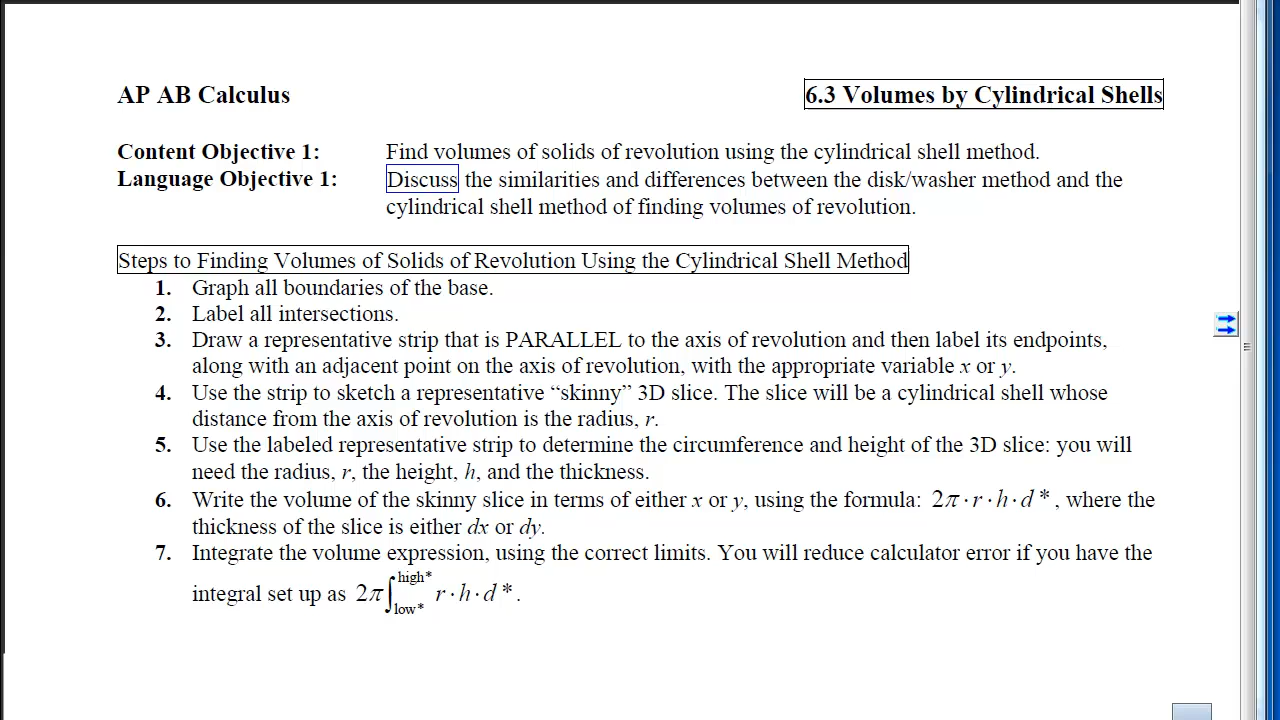 AP AB Calculus
6.3 Volumes by Cylindrical Shells
Content Objective 1: Find volumes of solids of revolution using the cylindrical shell method.
Language Objective 1: Discuss the similarities and differences between the disk/washer method and the
cylindrical shell method of finding volumes of revolution.
Steps to Finding Volumes of Solids of Revolution Using the Cylindrical Shell Method
1. Graph all boundaries of the base.
2. Label all intersections.
3. Draw a representative strip that is PARALLEL to the axis of revolution and then label its endpoints,
along with an adjacent point on the axis of revolution, with the appropriate variable x or y.
4. Use the strip to sketch a representative “skinny” 3D slice. The slice will be a cylindrical shell whose
distance from the axis of revolution is the radius, r.
5. Use the labeled representative strip to determine the circumference and height of the 3D slice: you will
need the radius, r, the height, h, and the thickness.
6. Write the volume of the skinny slice in terms of either x or y, using the formula: 2π·r·h·d*, where the
thickness of the slice is either dx or dy.
7. Integrate the volume expression, using the correct limits. You will reduce calculator error if you have the
integral set up as 2π∫low*^high* r·h·d*.